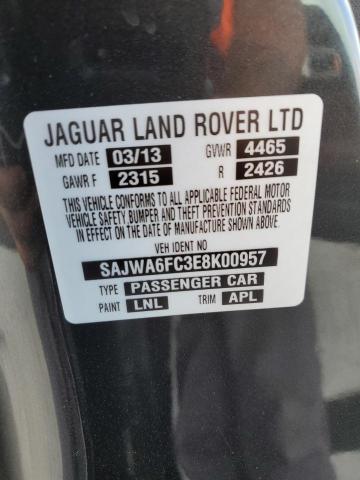 JAGUAR LAND ROVER LTD
MFD DATE 03/13 GVWR 4465
GAWR F 2315 R 2426
THIS VEHICLE CONFORMS TO ALL APPLICABLE FEDERAL MOTOR
VEHICLE SAFETY BUMPER AND THEFT PREVENTION STANDARDS
IN EFFECT ON THE DATE OF MANUFACTURE SHOWN ABOVE.
VEH IDENT NO
SAJWA6FC3E8K00957
TYPE PASSENGER CAR
PAINT LNL TRIM APL